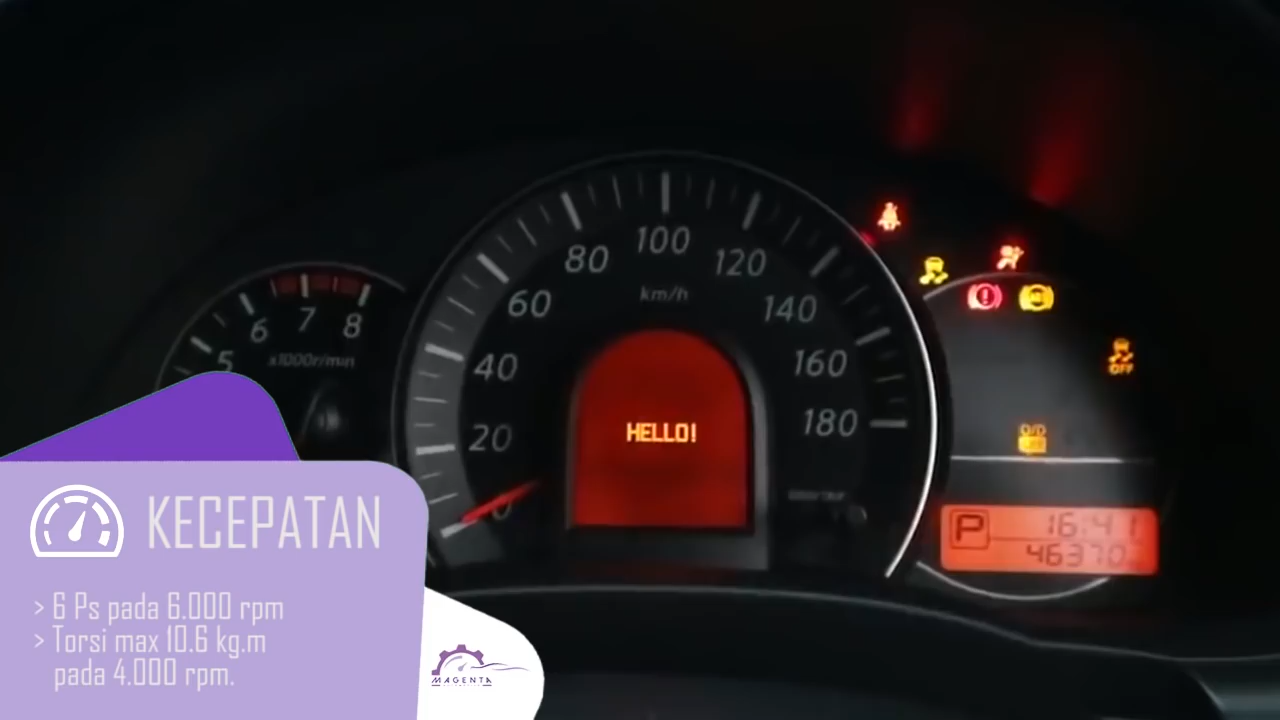 100
80
120
km/h
60
140
6
7
8
5
x1000r/min
40
160
20
180
HELLO!
0
OFF
O/D
OFF
P
16:41
46370
KECEPATAN
> 6 Ps pada 6.000 rpm
> Torsi max 10.6 kg.m
pada 4.000 rpm.
MAGENTA